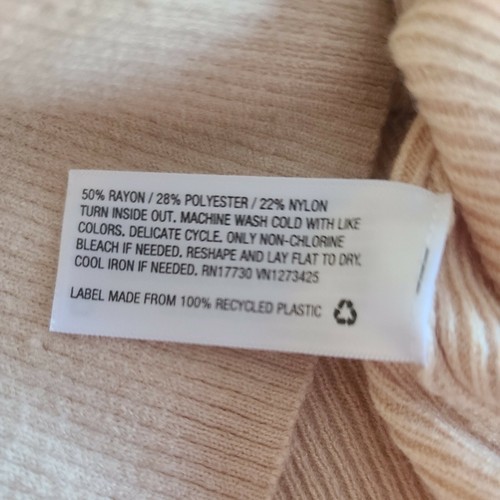 50% RAYON / 28% POLYESTER / 22% NYLON
TURN INSIDE OUT. MACHINE WASH COLD WITH LIKE
COLORS. DELICATE CYCLE. ONLY NON-CHLORINE
BLEACH IF NEEDED. RESHAPE AND LAY FLAT TO DRY.
COOL IRON IF NEEDED. RN17730 VN1273425
LABEL MADE FROM 100% RECYCLED PLASTIC